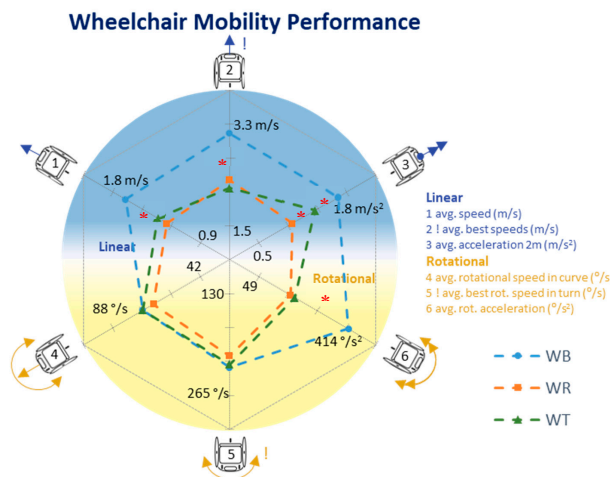 Wheelchair Mobility Performance
!
2
3.3 m/s
*
1
3
1.8 m/s
*
*
*
1.8 m/s²
0.9
1.5
0.5
Linear
42
49
Rotational
130
*
88 °/s
414 °/s²
4
6
265 °/s
5
!
Linear
1 avg. speed (m/s)
2 ! avg. best speeds (m/s)
3 avg. acceleration 2m (m/s²)
Rotational
4 avg. rotational speed in curve (°/s
5 ! avg. best rot. speed in turn (°/s)
6 avg. rot. acceleration (°/s²)
WB
WR
WT